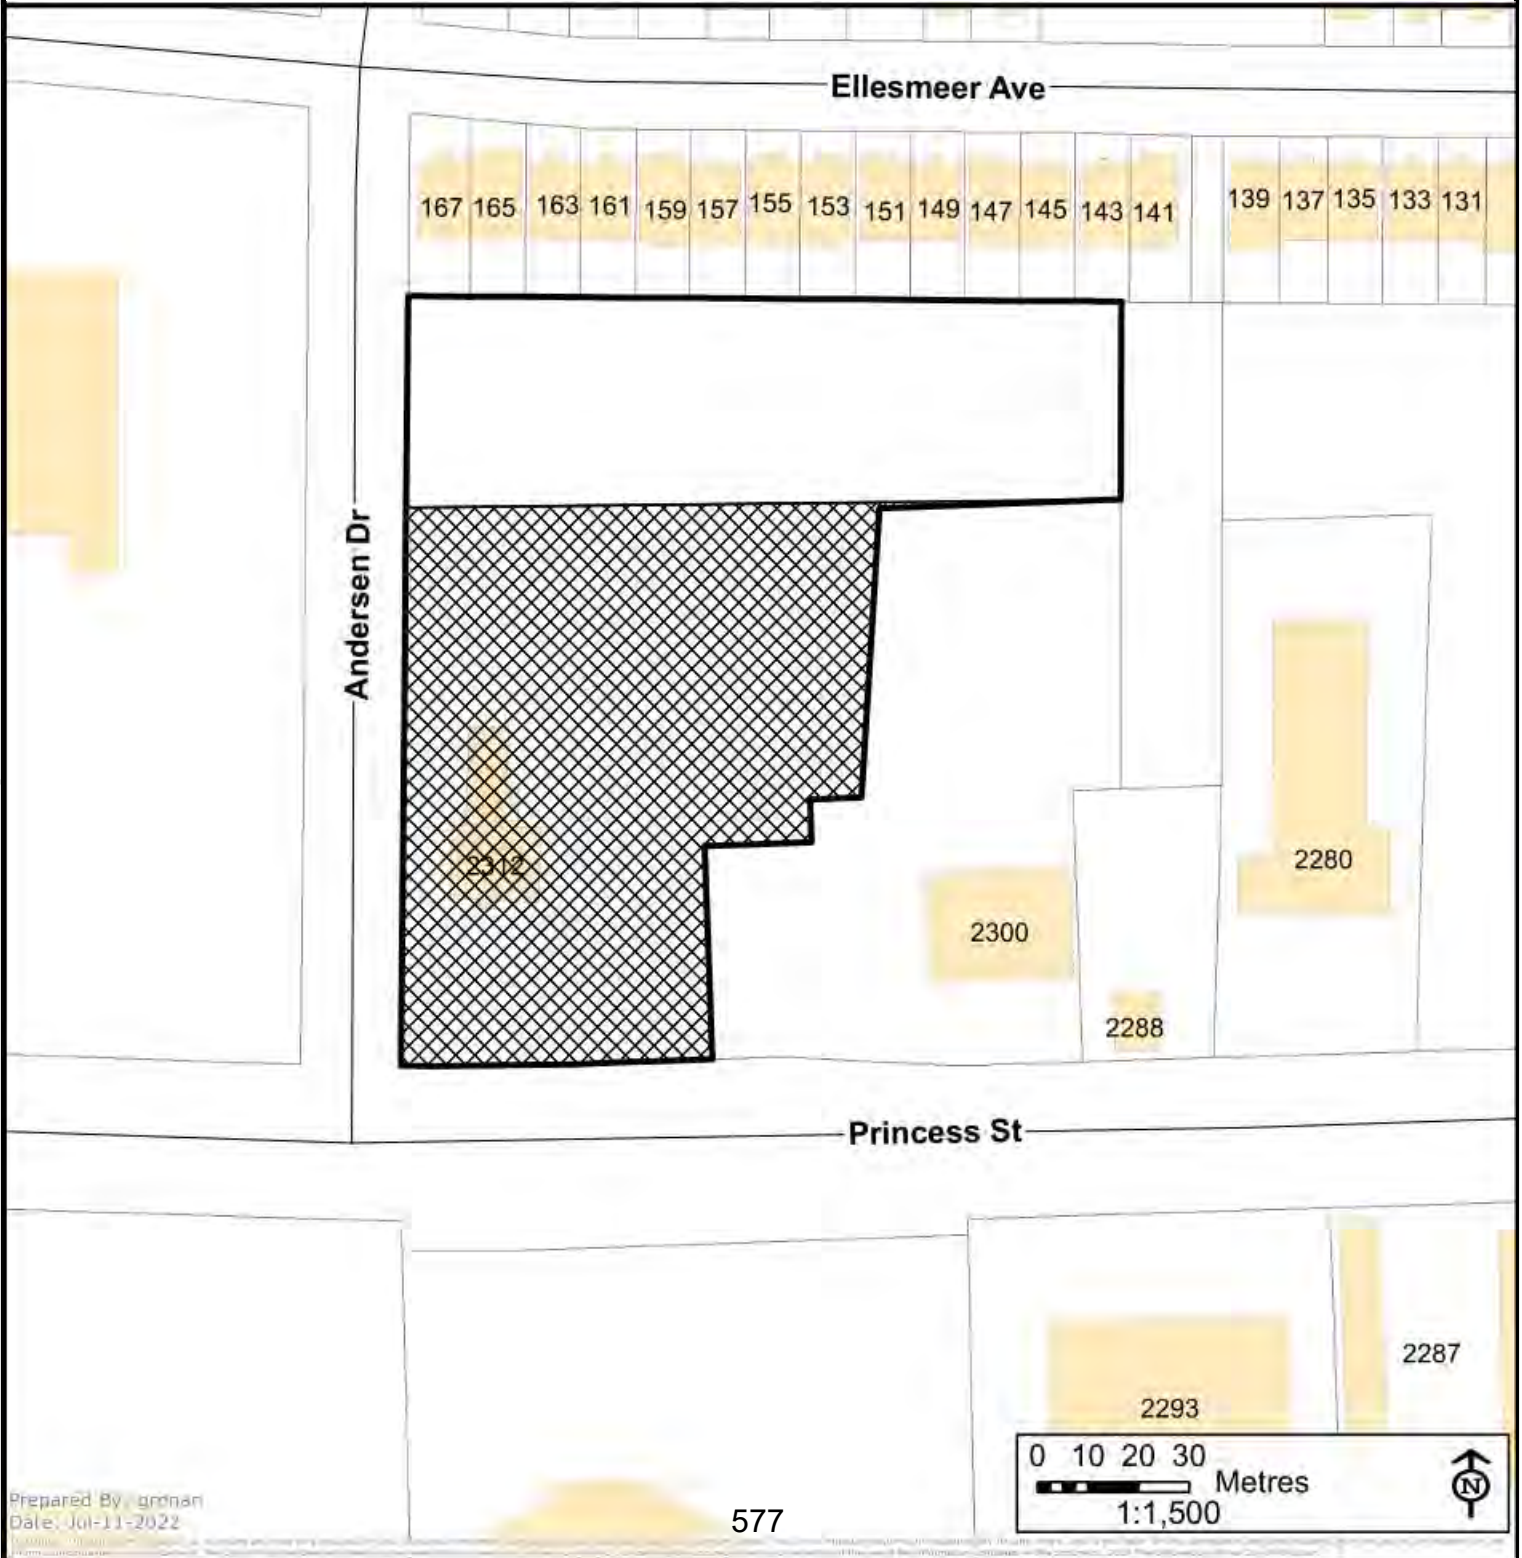 Ellesmeer Ave
167 165 163 161 159 157 155 153 151 149 147 145 143 141 139 137 135 133 131
Andersen Dr
2312
2300
2280
2288
Princess St
2287
2293
0 10 20 30
Metres
1:1,500
N
Prepared By: gronan
Date: Jul-11-2022
577